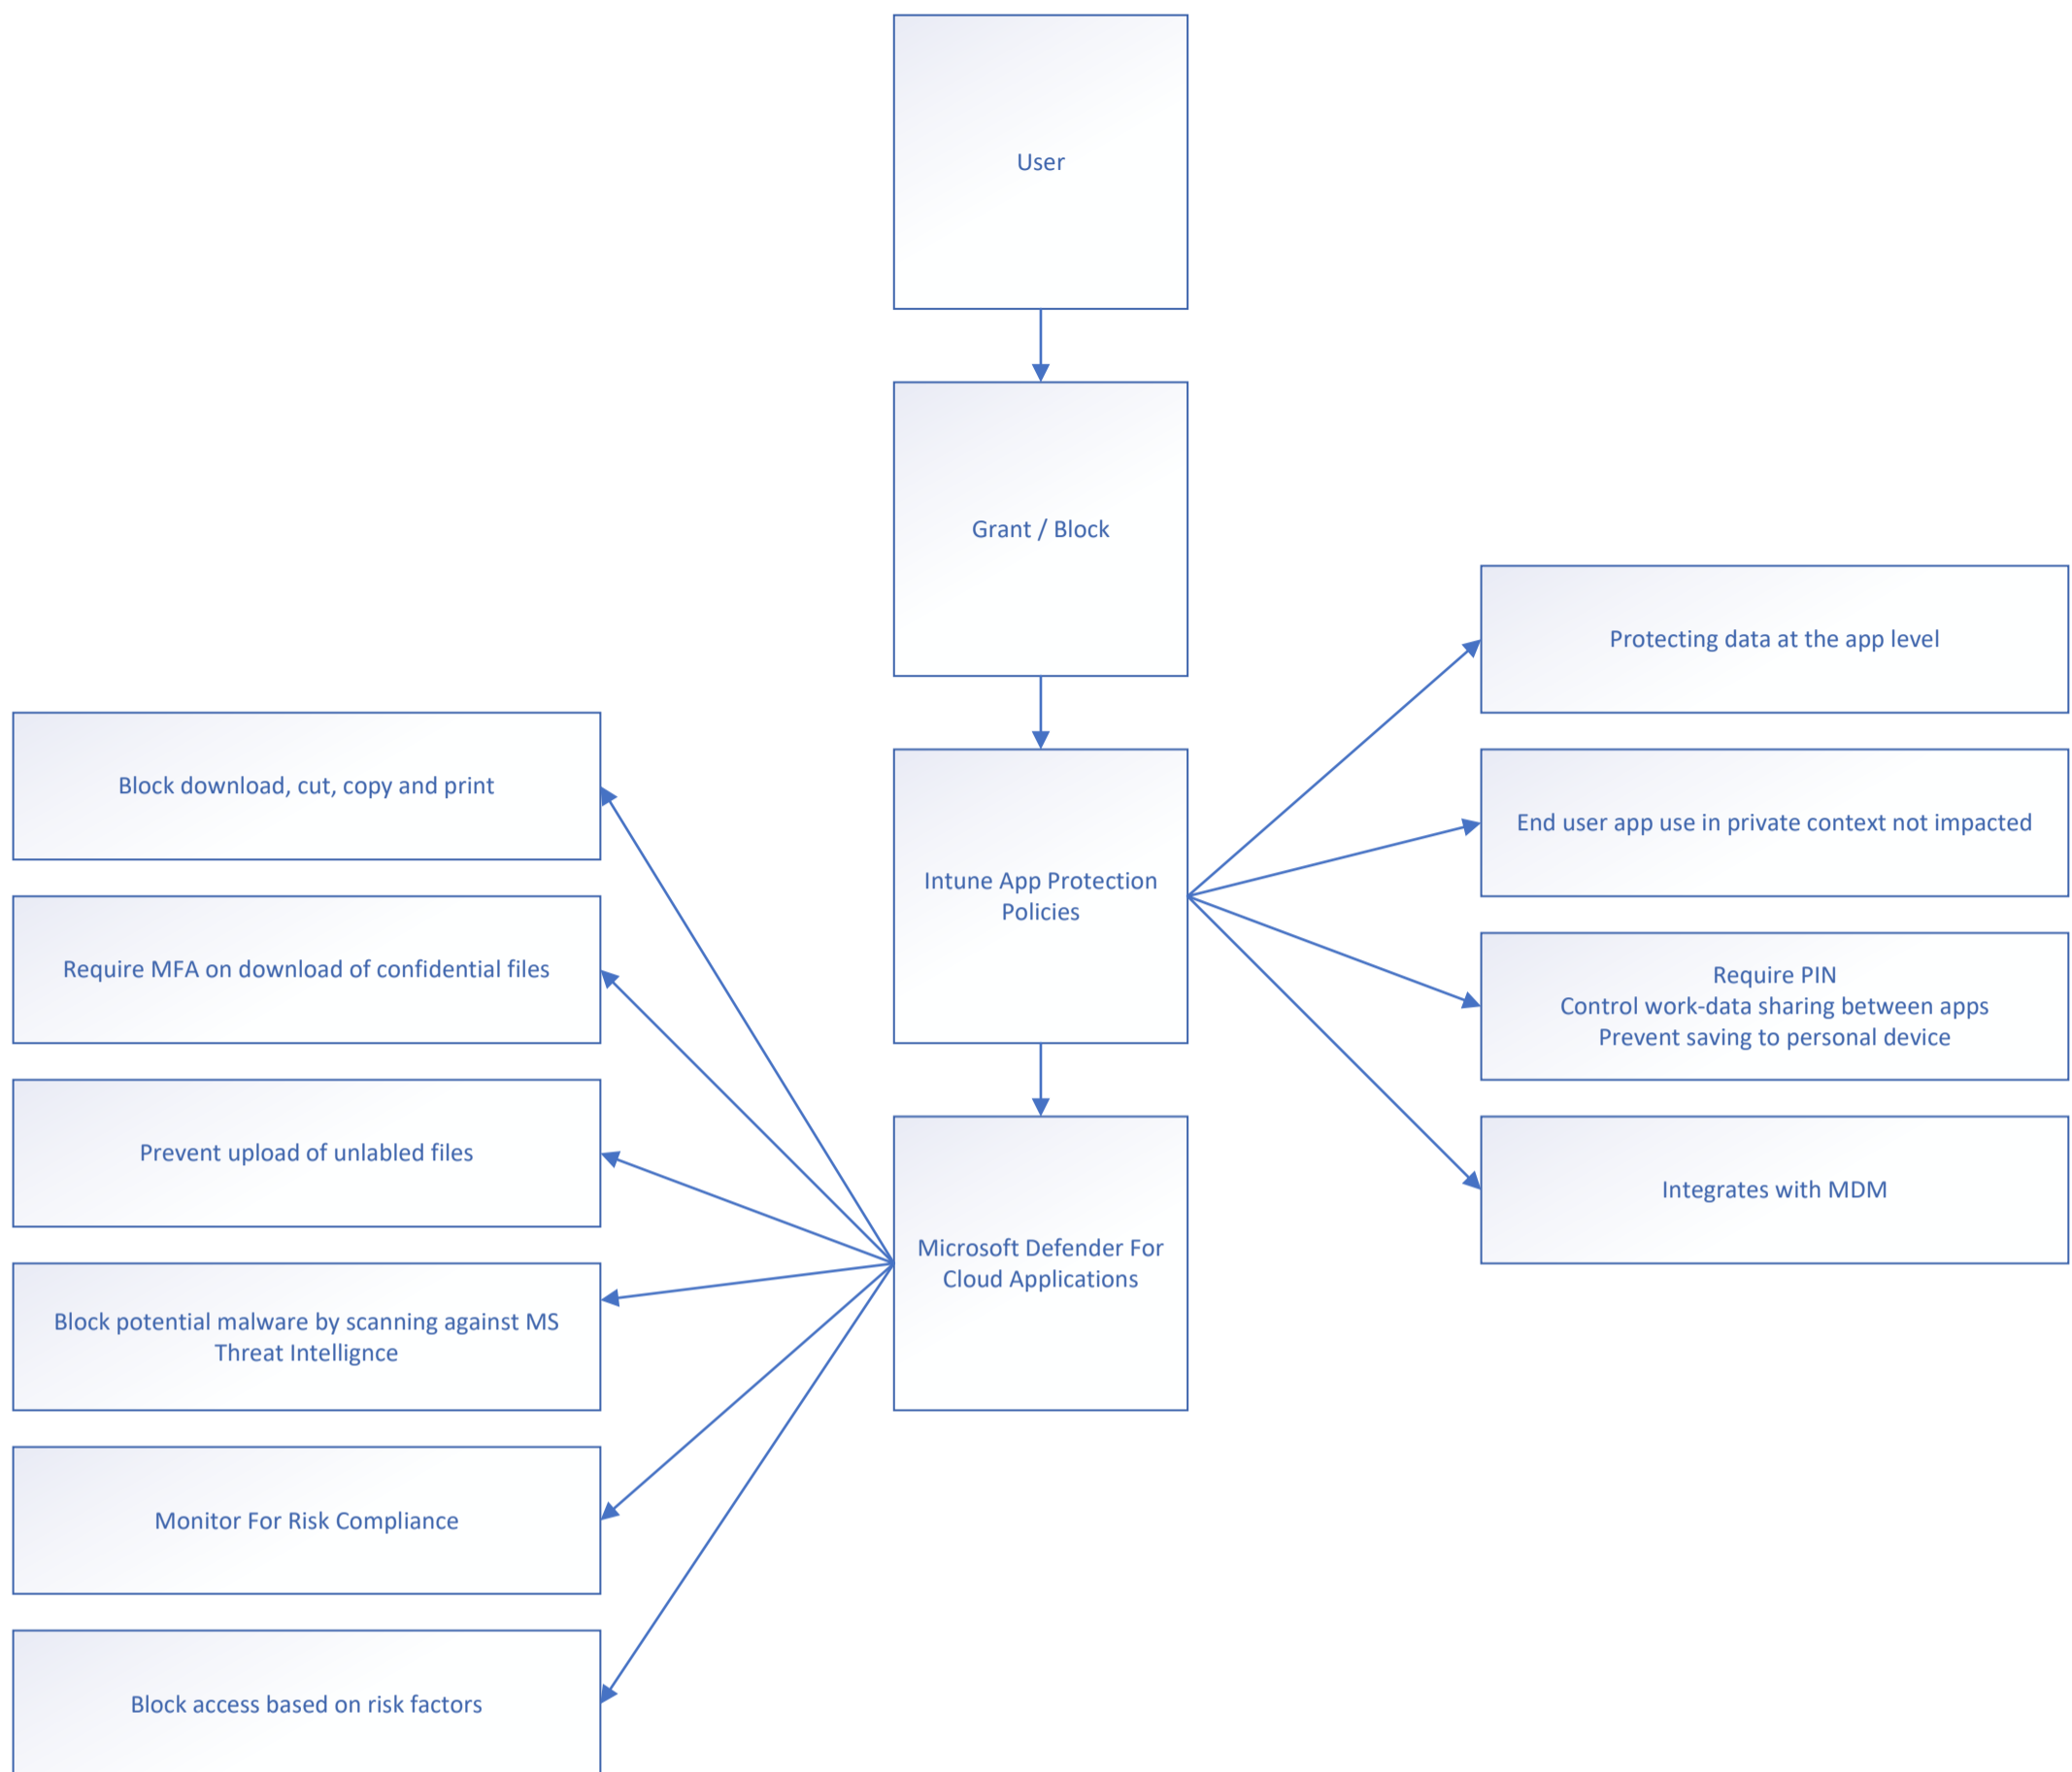 User
Grant / Block
Protecting data at the app level
Block download, cut, copy and print
End user app use in private context not impacted
Intune App Protection
Policies
Require MFA on download of confidential files
Require PIN
Control work-data sharing between apps
Prevent saving to personal device
Prevent upload of unlabled files
Integrates with MDM
Microsoft Defender For
Cloud Applications
Block potential malware by scanning against MS
Threat Intellignce
Monitor For Risk Compliance
Block access based on risk factors